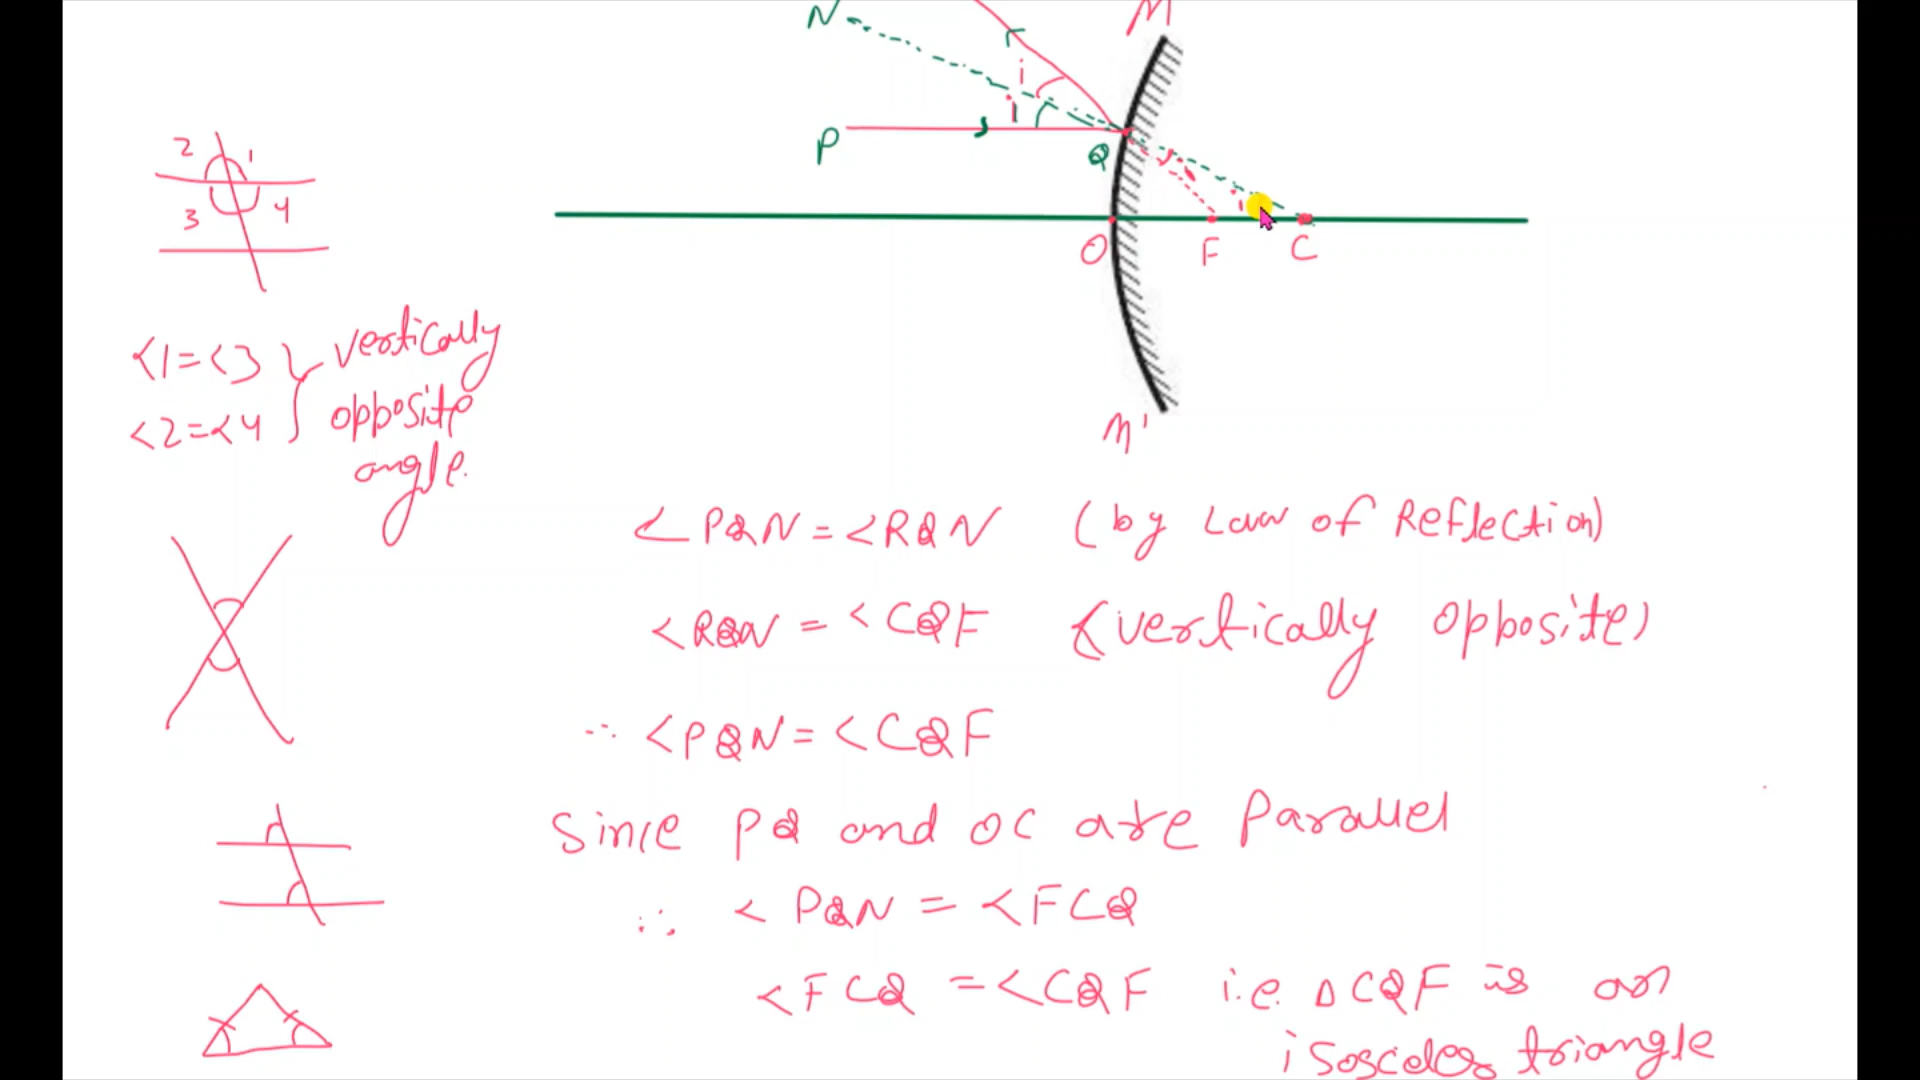 N
M
i
i
P
Q
i
i
O
F
C
M'
2
1
3
4
<1=<3
<2=<4
vertically
opposite
angle.
<PQN=<RQN (by Law of Reflection)
<RQN = <CQF (vertically opposite)
∴ <PQN=<CQF
Since PQ and OC are Parallel
∴ <PQN = <FCQ
<FCQ = <CQF i.e. Δ CQF is an
isosceles triangle